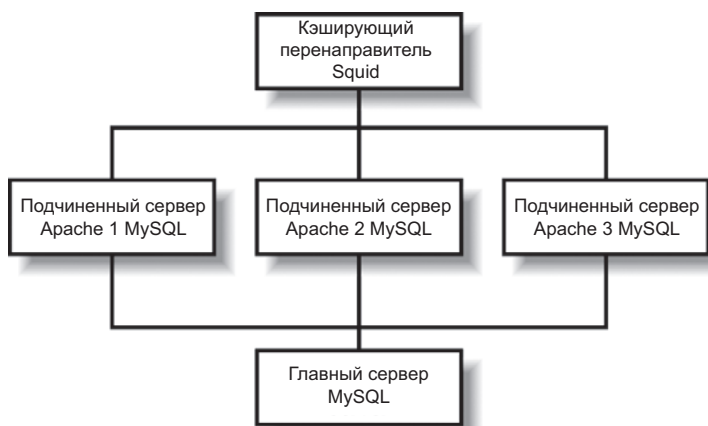 Кэширующий
перенаправитель
Squid
Подчиненный сервер
Apache 1 MySQL
Подчиненный сервер
Apache 2 MySQL
Подчиненный сервер
Apache 3 MySQL
Главный сервер
MySQL